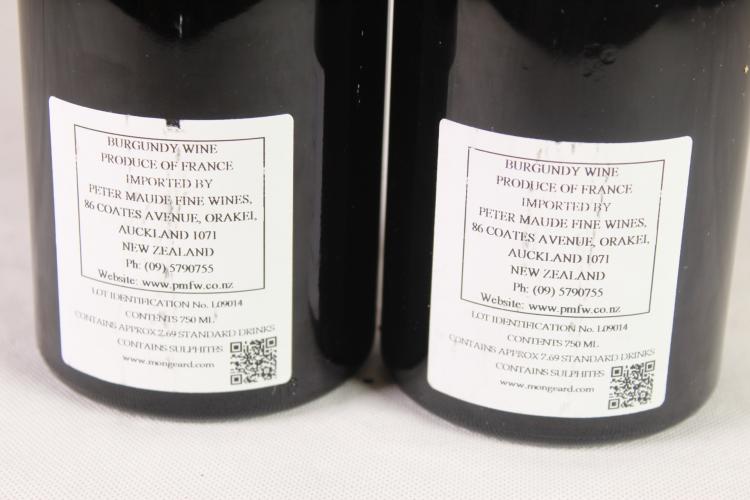 BURGUNDY WINE
PRODUCE OF FRANCE
IMPORTED BY
PETER MAUDE FINE WINES,
86 COATES AVENUE, ORAKEI,
AUCKLAND 1071
NEW ZEALAND
Ph: (09) 5790755
Website: www.pmfw.co.nz
LOT IDENTIFICATION No. L09014
CONTENTS 750 ML
CONTAINS APPROX 7.69 STANDARD DRINKS
CONTAINS SULPHITES
www.mongeard.com
BURGUNDY WINE
PRODUCE OF FRANCE
IMPORTED BY
PETER MAUDE FINE WINES,
86 COATES AVENUE, ORAKEI,
AUCKLAND 1071
NEW ZEALAND
Ph: (09) 5790755
Website: www.pmfw.co.nz
LOT IDENTIFICATION No. L09014
CONTENTS 750 ML
CONTAINS APPROX 7.69 STANDARD DRINKS
CONTAINS SULPHITES
www.mongeard.com